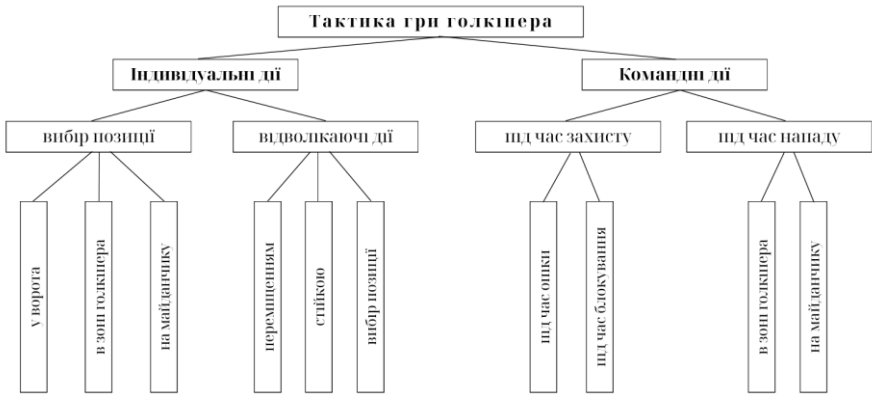 Тактика гри голкіпера
Індивідуальні дії
Командні дії
вибір позиції
відволікаючі дії
під час захисту
під час нападу
у ворота
в зоні голкіпера
на майданчику
переміщенням
стійкою
вибір позиції
під час опіки
під час блокування
в зоні голкіпера
на майданчику